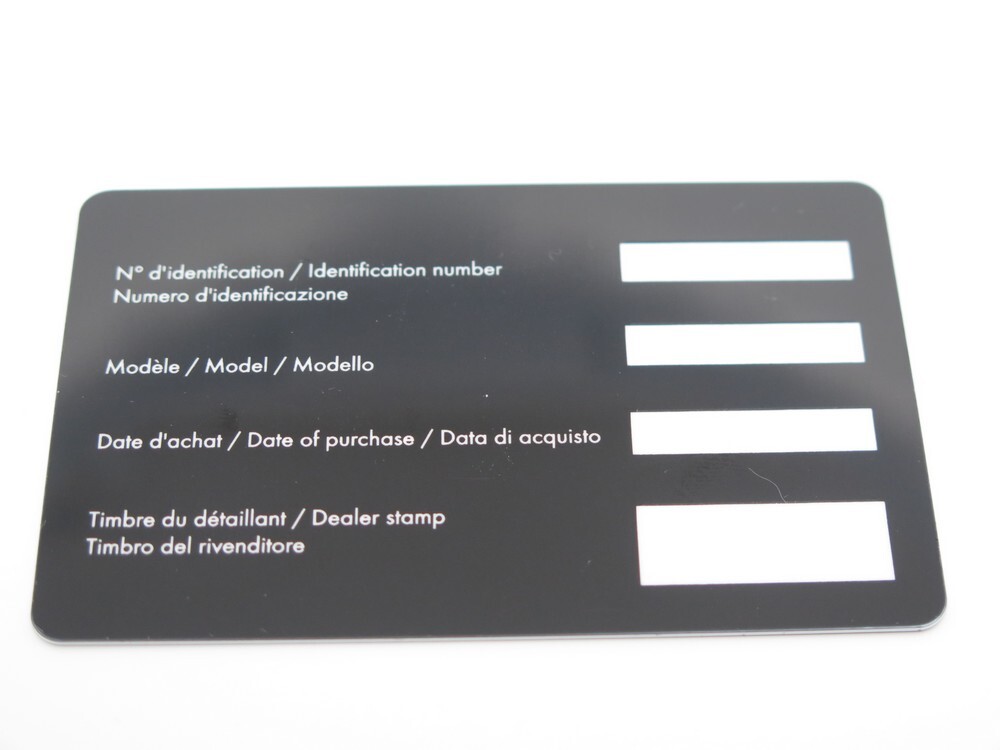 N° d'identification / Identification number
Numero d'identificazione
Modèle / Model / Modello
Date d'achat / Date of purchase / Data di acquisto
Timbre du détaillant / Dealer stamp
Timbro del rivenditore